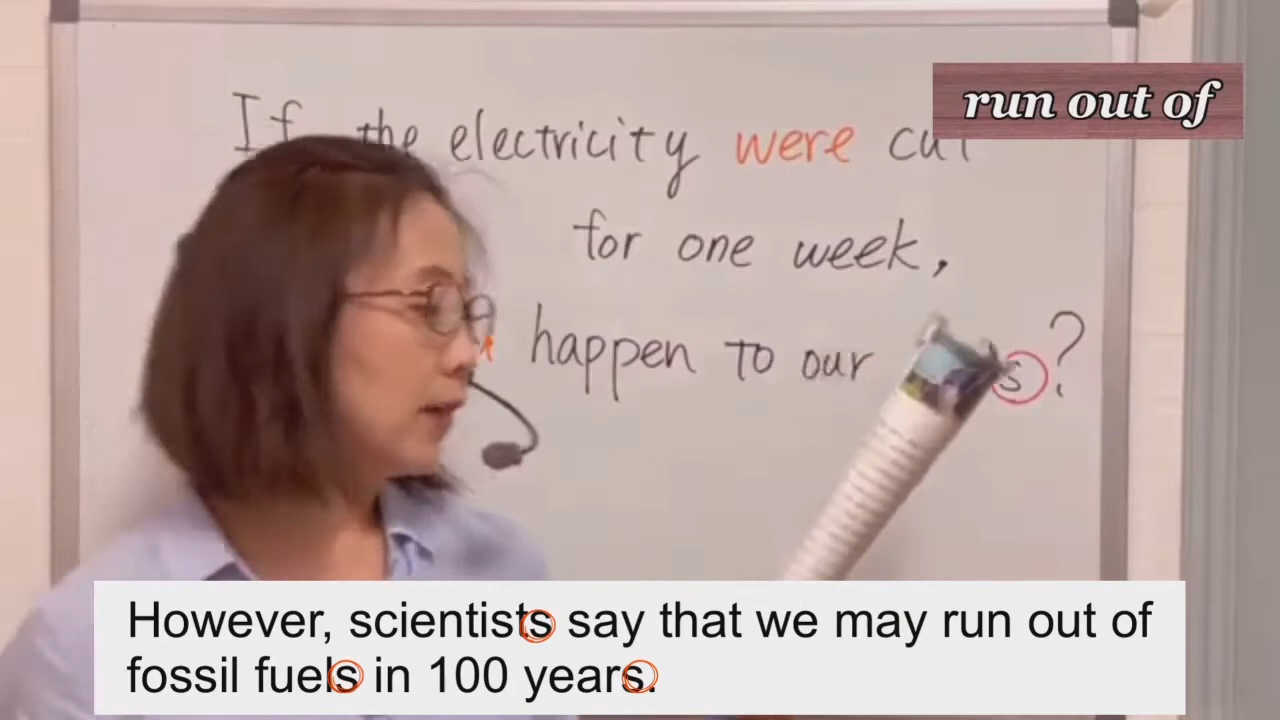 run out of
If the electricity were cut
for one week,
happen to our s?
However, scientists say that we may run out of
fossil fuels in 100 years.